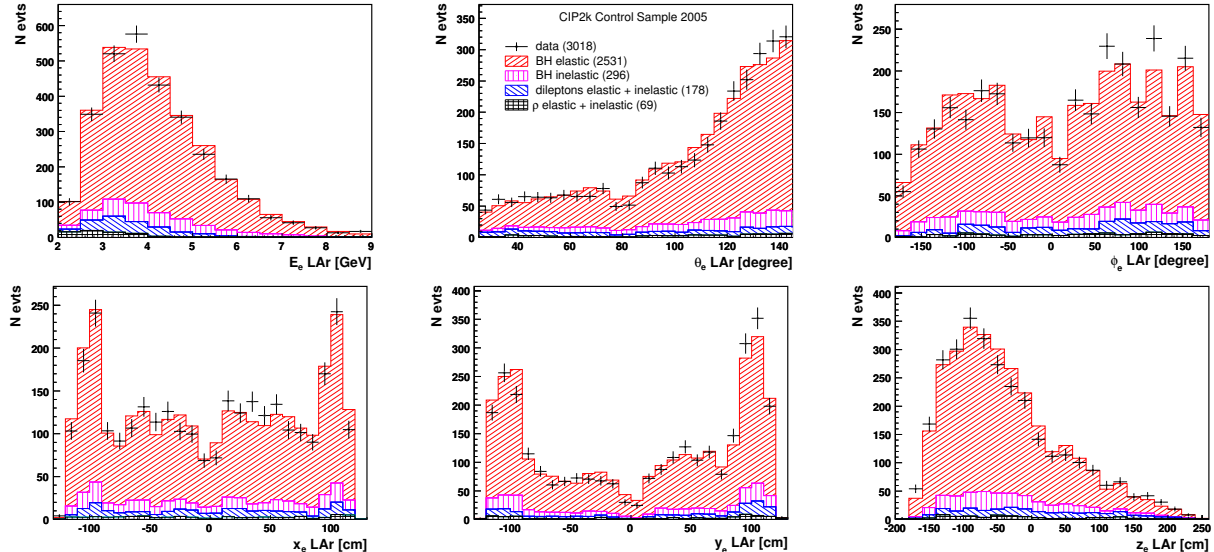 N evts
600
500
400
300
200
100
0
2 3 4 5 6 7 8 9
E_e LAr [GeV]
N evts
350
300
250
200
150
100
50
0
40 60 80 100 120 140
θ_e LAr [degree]
CIP2k Control Sample 2005
data (3018)
BH elastic (2531)
BH inelastic (296)
dileptons elastic + inelastic (178)
ρ elastic + inelastic (69)
N evts
300
250
200
150
100
50
0
-150 -100 -50 0 50 100 150
ϕ_e LAr [degree]
N evts
250
200
150
100
50
0
-100 -50 0 50 100
x_e LAr [cm]
N evts
400
350
300
250
200
150
100
50
0
-100 -50 0 50 100
y_e LAr [cm]
N evts
400
350
300
250
200
150
100
50
0
-200 -150 -100 -50 0 50 100 150 200 250
z_e LAr [cm]